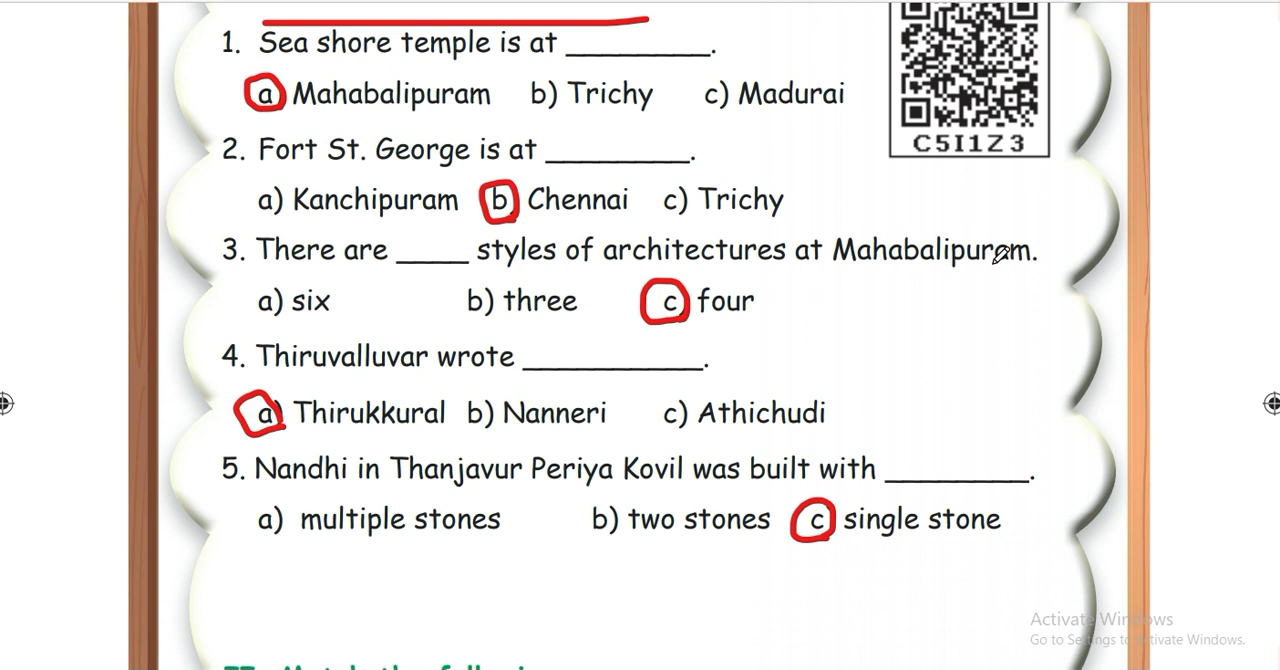 1. Sea shore temple is at _________.
a) Mahabalipuram b) Trichy c) Madurai
C5I1Z3
2. Fort St. George is at _________.
a) Kanchipuram b) Chennai c) Trichy
3. There are _____ styles of architectures at Mahabalipuram.
a) six b) three c) four
4. Thiruvalluvar wrote ___________.
a) Thirukkural b) Nanneri c) Athichudi
5. Nandhi in Thanjavur Periya Kovil was built with _________.
a) multiple stones b) two stones c) single stone
Activate Windows
Go to Settings to activate Windows.